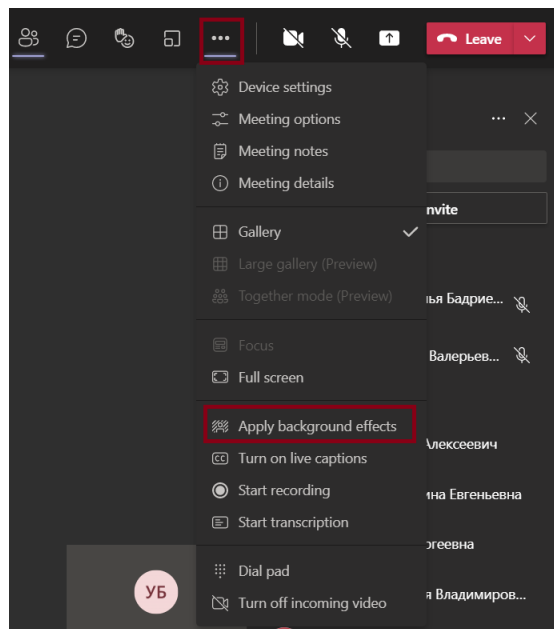 Leave
Device settings
Meeting options
Meeting notes
Meeting details
nvite
Gallery
Large gallery (Preview)
Together mode (Preview)
ья Бадрие...
Focus
Валерьев...
Full screen
Apply background effects
Алексеевич
CC Turn on live captions
Start recording
ина Евгеньевна
Start transcription
ргеевна
Dial pad
УБ
Turn off incoming video
я Владимиров...